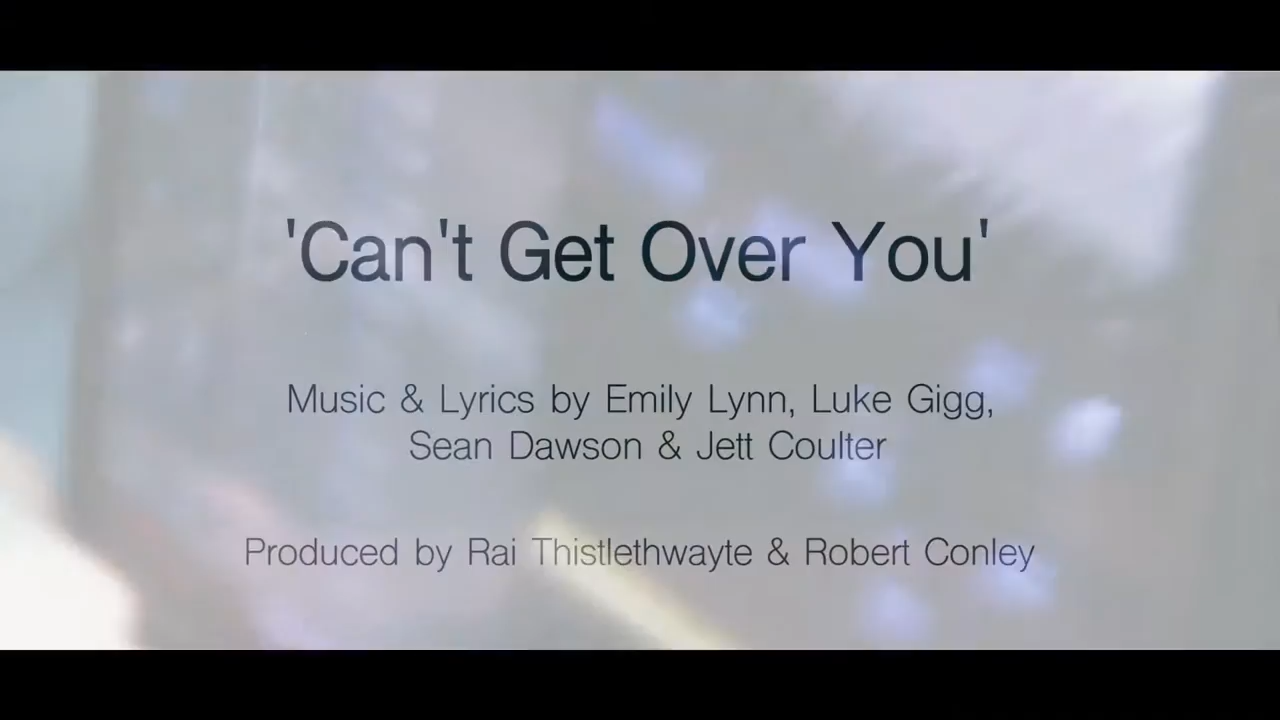 'Can't Get Over You'
Music & Lyrics by Emily Lynn, Luke Gigg,
Sean Dawson & Jett Coulter
Produced by Rai Thistlethwayte & Robert Conley